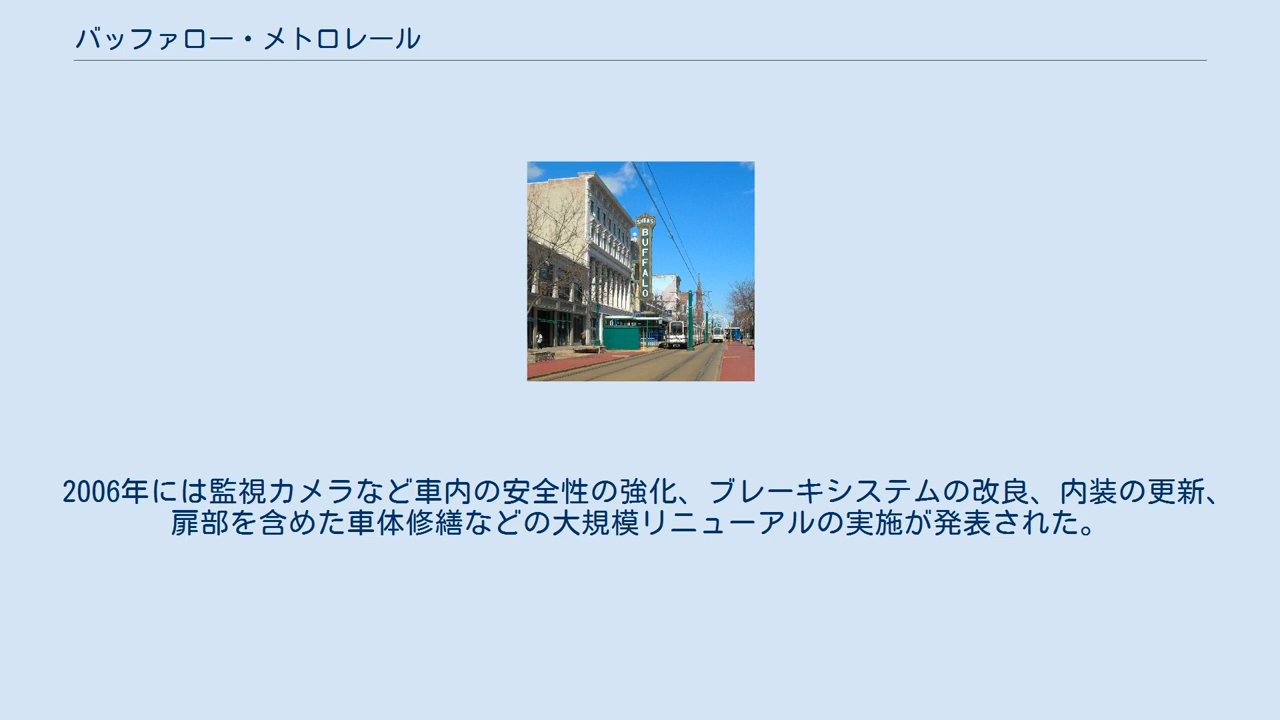 バッファロー・メトロレール
SHEA'S
BUFFALO
2006年には監視カメラなど車内の安全性の強化、ブレーキシステムの改良、内装の更新、
扉部を含めた車体修繕などの大規模リニューアルの実施が発表された。